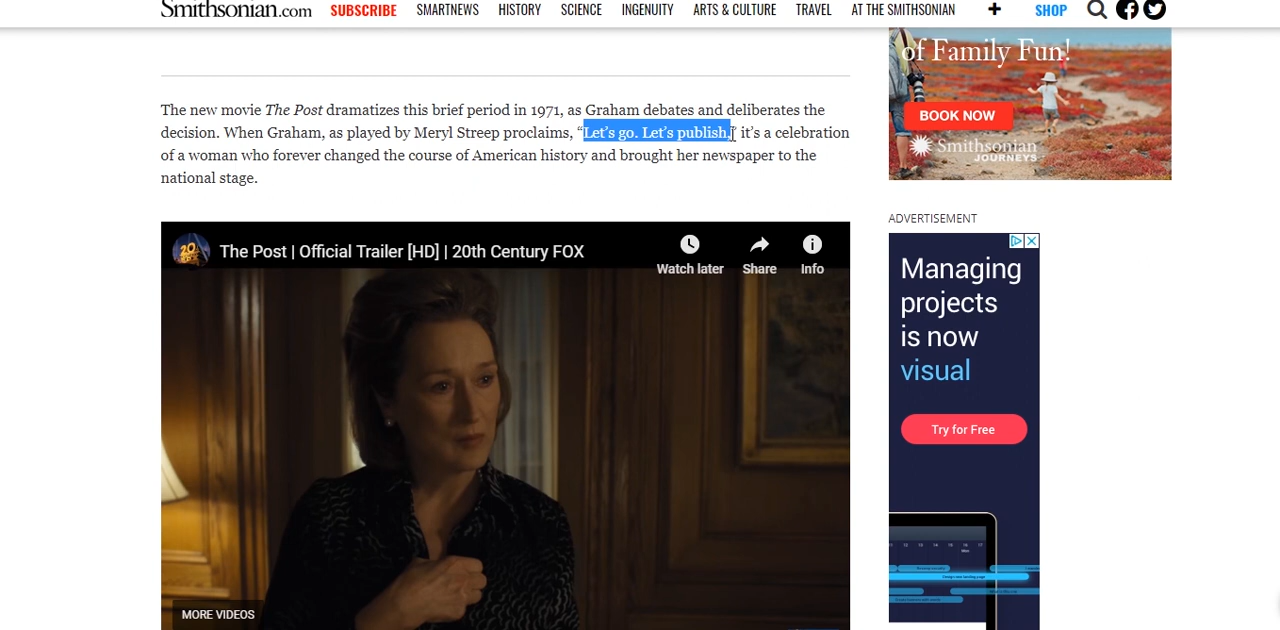 Smithsonian.com SUBSCRIBE SMARTNEWS HISTORY SCIENCE INGENUITY ARTS & CULTURE TRAVEL AT THE SMITHSONIAN + SHOP
of Family Fun!
BOOK NOW
Smithsonian
JOURNEYS
The new movie The Post dramatizes this brief period in 1971, as Graham debates and deliberates the
decision. When Graham, as played by Meryl Streep proclaims, “Let’s go. Let’s publish.” it’s a celebration
of a woman who forever changed the course of American history and brought her newspaper to the
national stage.
20
The Post | Official Trailer [HD] | 20th Century FOX
Watch later Share Info
MORE VIDEOS
ADVERTISEMENT
Managing
projects
is now
visual
Try for Free